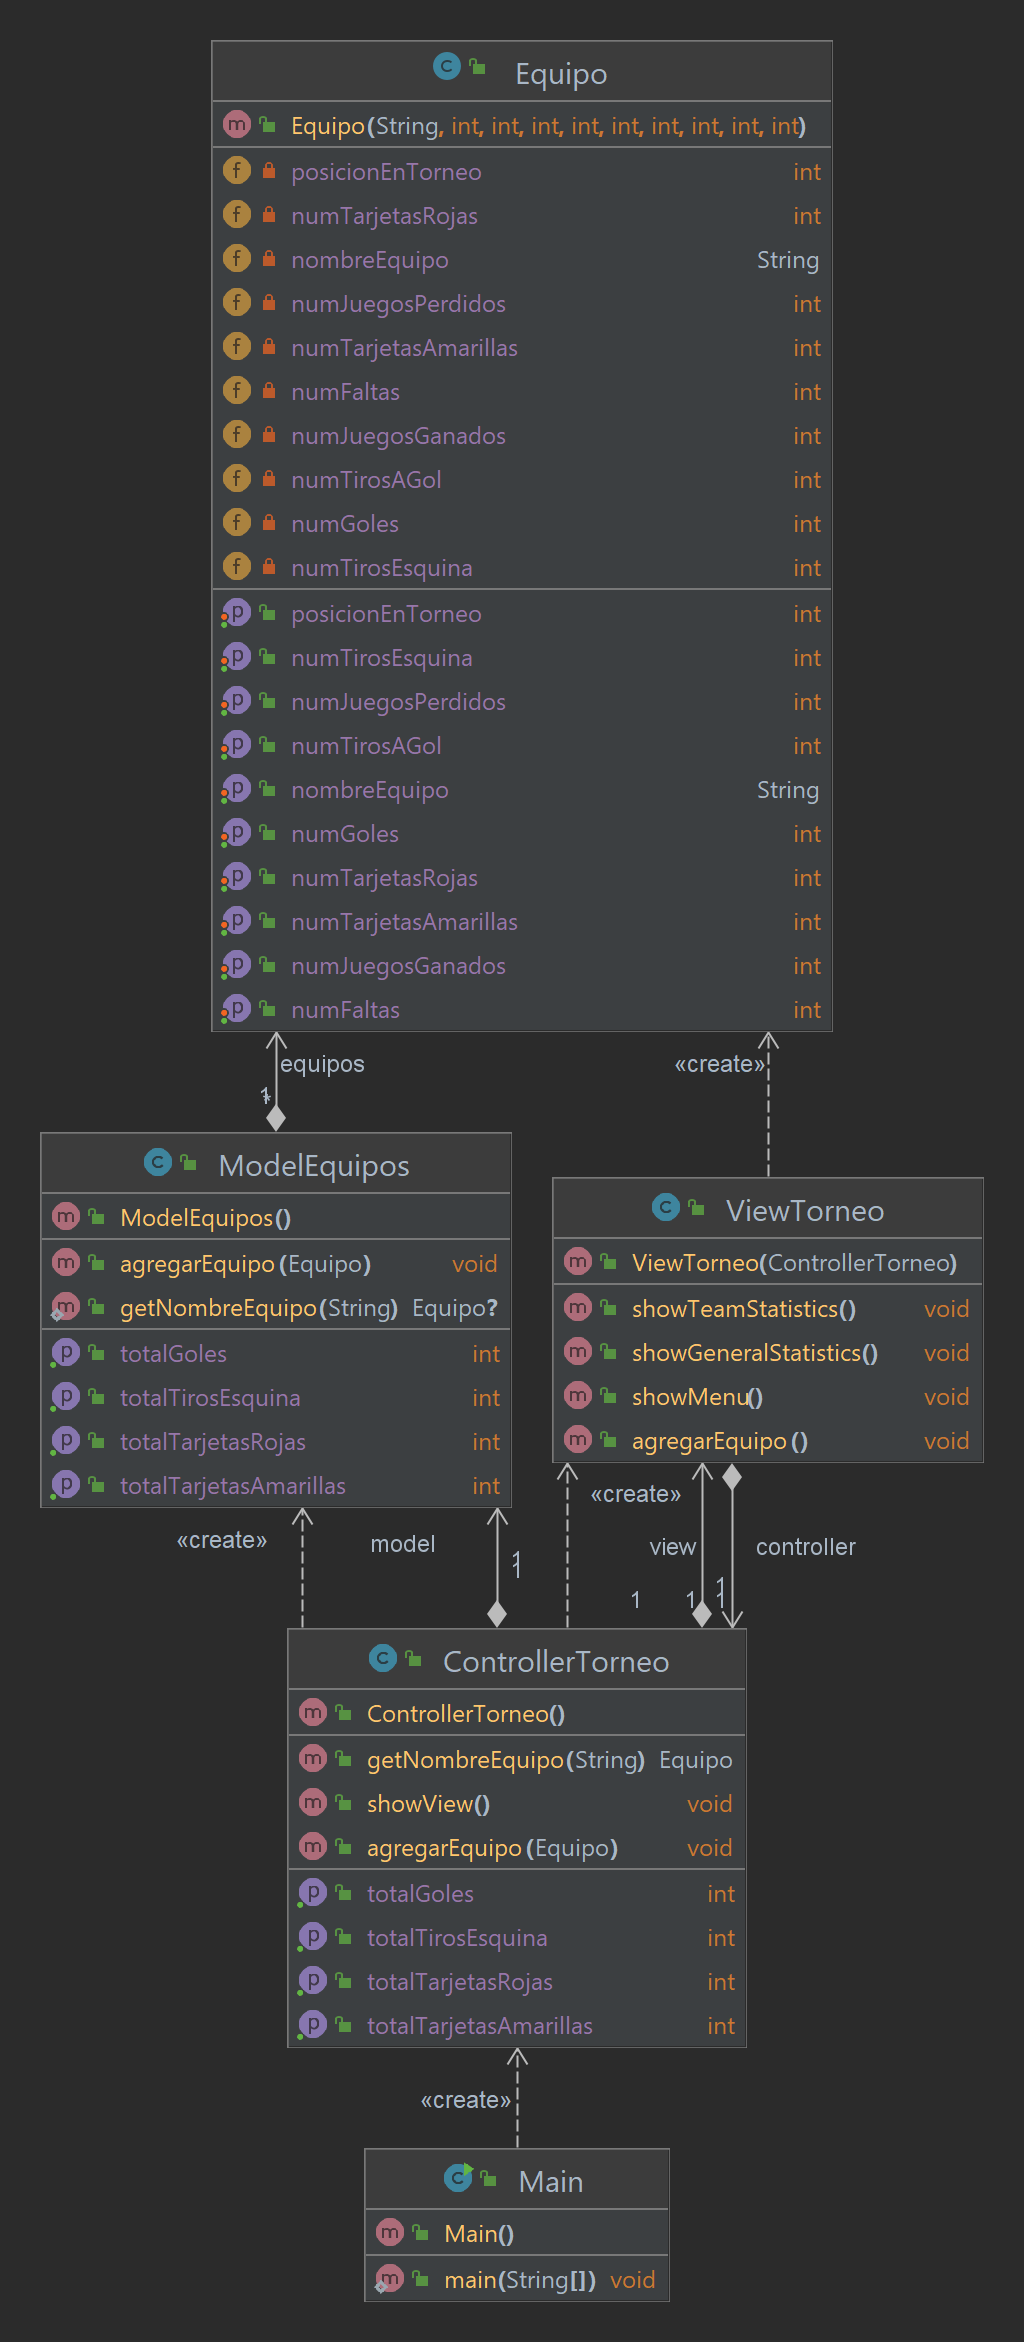 Equipo
Equipo(String, int, int, int, int, int, int, int, int, int)
posicionEnTorneo int
numTarjetasRojas int
nombreEquipo String
numJuegosPerdidos int
numTarjetasAmarillas int
numFaltas int
numJuegosGanados int
numTirosAGol int
numGoles int
numTirosEsquina int
posicionEnTorneo int
numTirosEsquina int
numJuegosPerdidos int
numTirosAGol int
nombreEquipo String
numGoles int
numTarjetasRojas int
numTarjetasAmarillas int
numJuegosGanados int
numFaltas int
equipos
«create»
1
*
ModelEquipos
ModelEquipos()
agregarEquipo(Equipo) void
getNombreEquipo(String) Equipo?
totalGoles int
totalTirosEsquina int
totalTarjetasRojas int
totalTarjetasAmarillas int
ViewTorneo
ViewTorneo(ControllerTorneo)
showTeamStatistics() void
showGeneralStatistics() void
showMenu() void
agregarEquipo() void
«create»
«create»
model
view
controller
1
1
1
1
1
1
ControllerTorneo
ControllerTorneo()
getNombreEquipo(String) Equipo
showView() void
agregarEquipo(Equipo) void
totalGoles int
totalTirosEsquina int
totalTarjetasRojas int
totalTarjetasAmarillas int
«create»
Main
Main()
main(String[]) void